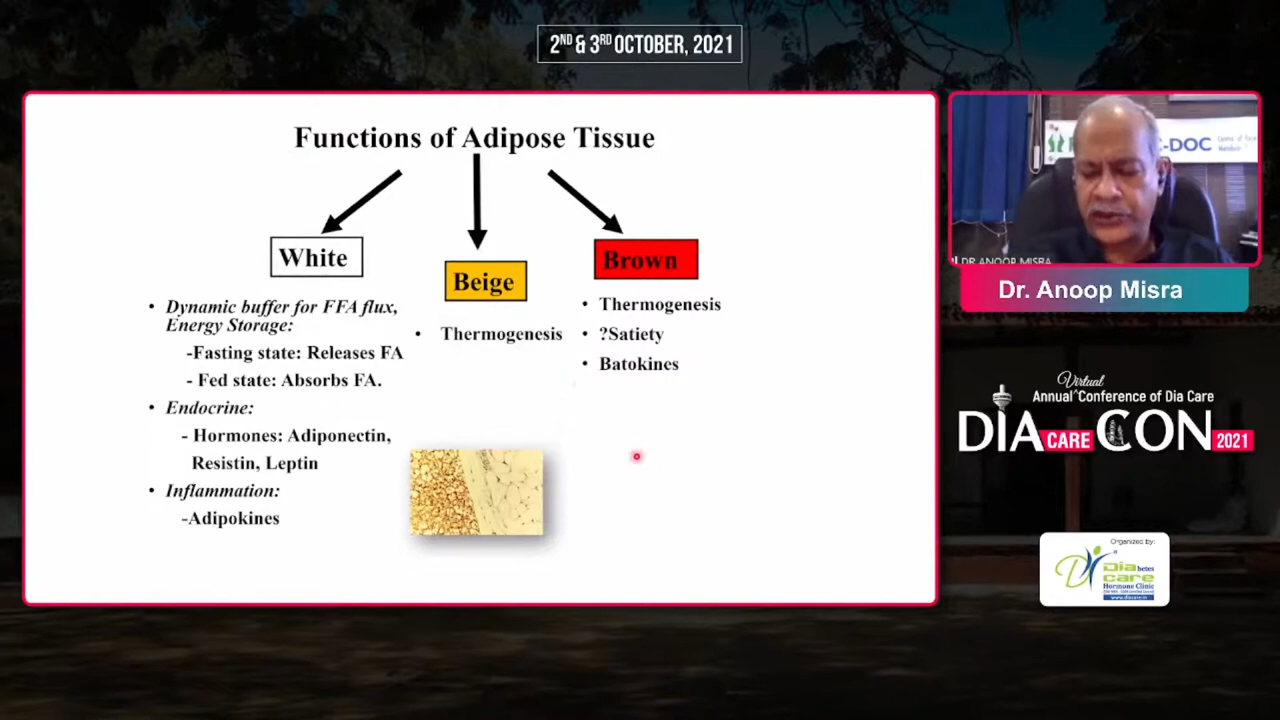 2ND & 3RD OCTOBER, 2021
Functions of Adipose Tissue
White
• Dynamic buffer for FFA flux,
Energy Storage:
-Fasting state: Releases FA
- Fed state: Absorbs FA.
• Endocrine:
- Hormones: Adiponectin,
Resistin, Leptin
• Inflammation:
-Adipokines
Beige
• Thermogenesis
Brown
• Thermogenesis
• ?Satiety
• Batokines
C-DOC
DR ANOOP MISRA
Dr. Anoop Misra
Virtual
Annual ^ Conference of Dia Care
DIA CARE CON 2021
Organized by:
Diabetes
care
Hormone Clinic